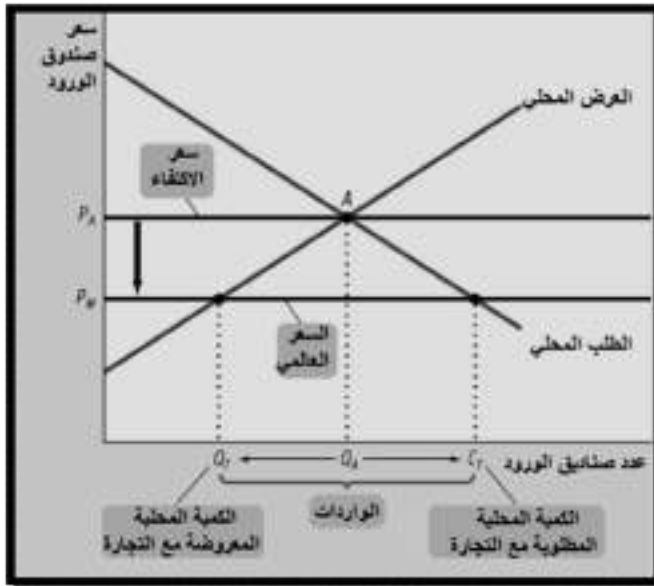 سعر
صندوق
الورود
العرض المحلي
سعر
الاكتفاء
A
P_A
P_W
السعر
العالمي
الطلب المحلي
Q_T
Q_A
C_T
عدد صناديق الورود
الكمية المحلية
المعروضة مع التجارة
الواردات
الكمية المحلية
المطلوبة مع التجارة